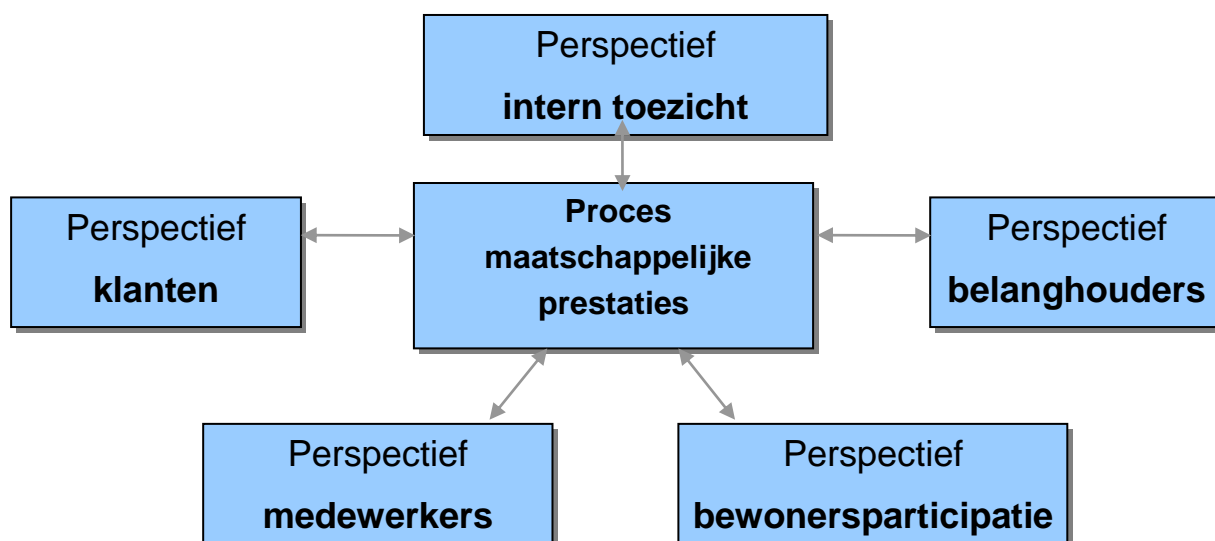 Perspectief
intern toezicht
Perspectief
klanten
Proces
maatschappelijke
prestaties
Perspectief
belanghouders
Perspectief
medewerkers
Perspectief
bewonersparticipatie